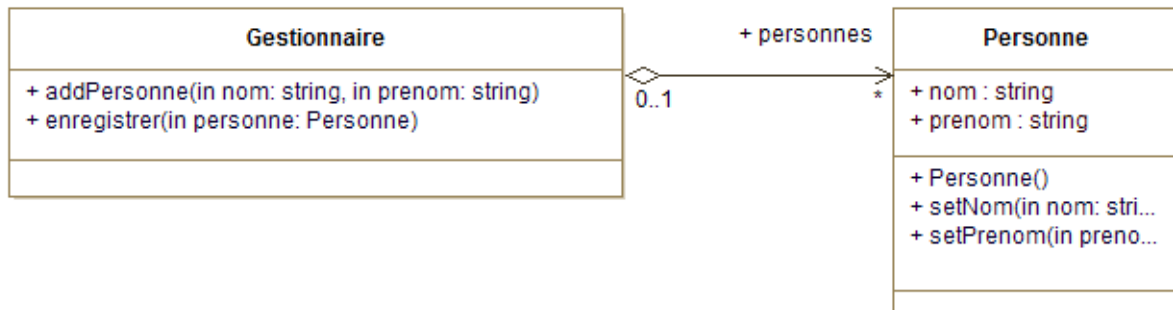 Gestionnaire
+ addPersonne(in nom: string, in prenom: string)
+ enregistrer(in personne: Personne)
+ personnes
0..1
*
Personne
+ nom : string
+ prenom : string
+ Personne()
+ setNom(in nom: stri...
+ setPrenom(in preno...